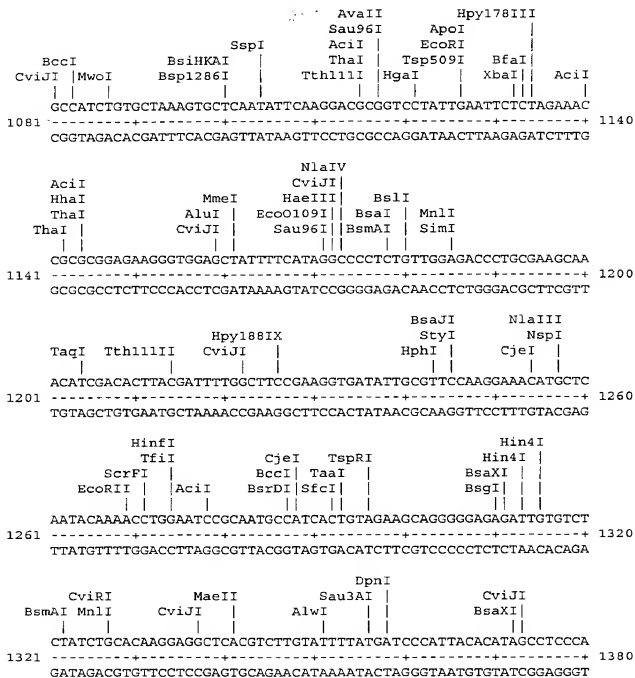 AvaII Hpy178III
Sau96I ApoI
AciI EcoRI
SspI ThaI Tsp509I BfaI
BccI BsiHKAI
CviJI MwoI Bsp1286I Tth111I HgaI XbaI AciI
GCCATCTGTGCTAAAGTGCTCAATATTCAAGGACGCGGTCCTATTGAATTCTCTAGAAAC
1081 ---------+---------+---------+---------+---------+---------+ 1140
CGGTAGACACGATTTCACGAGTTATAAGTTCCTGCGCCAGGATAACTTAAGAGATCTTTG
NlaIV
AciI CviJI
HhaI MmeI HaeIII BslI
ThaI AluI EcoO109I BsaI MnlI
ThaI CviJI Sau96I BsmAI SimI
CGCGCGGAGAAGGGTGGAGCTATTTTCATAGGCCCCTCTGTTGGAGACCCTGCGAAGCAA
1141 ---------+---------+---------+---------+---------+---------+ 1200
GCGCGCCTCTTCCCACCTCGATAAAAGTATCCGGGGAGACAACCTCTGGGACGCTTCGTT
BsaJI NlaIII
Hpy188IX StyI NspI
TaqI Tth111II CviJI HphI CjeI
ACATCGACACTTACGATTTTGGCTTCCGAAGGTGATATTGCGTTCCAAGGAAACATGCTC
1201 ---------+---------+---------+---------+---------+---------+ 1260
TGTAGCTGTGAATGCTAAAACCGAAGGCTTCCACTATAACGCAAGGTTCCTTTGTACGAG
HinfI Hin4I
TfiI CjeI TspRI Hin4I
ScrFI BccI TaaI BsaXI
EcoRII AciI BsrDI SfcI BsgI
AATACAAAACCTGGAATCCGCAATGCCATCACTGTAGAAGCAGGGGGAGAGATTGTGTCT
1261 ---------+---------+---------+---------+---------+---------+ 1320
TTATGTTTTGGACCTTAGGCGTTACGGTAGTGACATCTTCGTCCCCCTCTCTAACACAGA
DpnI
CviRI MaeII Sau3AI CviJI
BsmAI MnlI CviJI AlwI BsaXI
CTATCTGCACAAGGAGGCTCACGTCTTGTATTTTATGATCCCATTACACATAGCCTCCCA
1321 ---------+---------+---------+---------+---------+---------+ 1380
GATAGACGTGTTCCTCCGAGTGCAGAACATAAAATACTAGGGTAATGTGTATCGGAGGGT